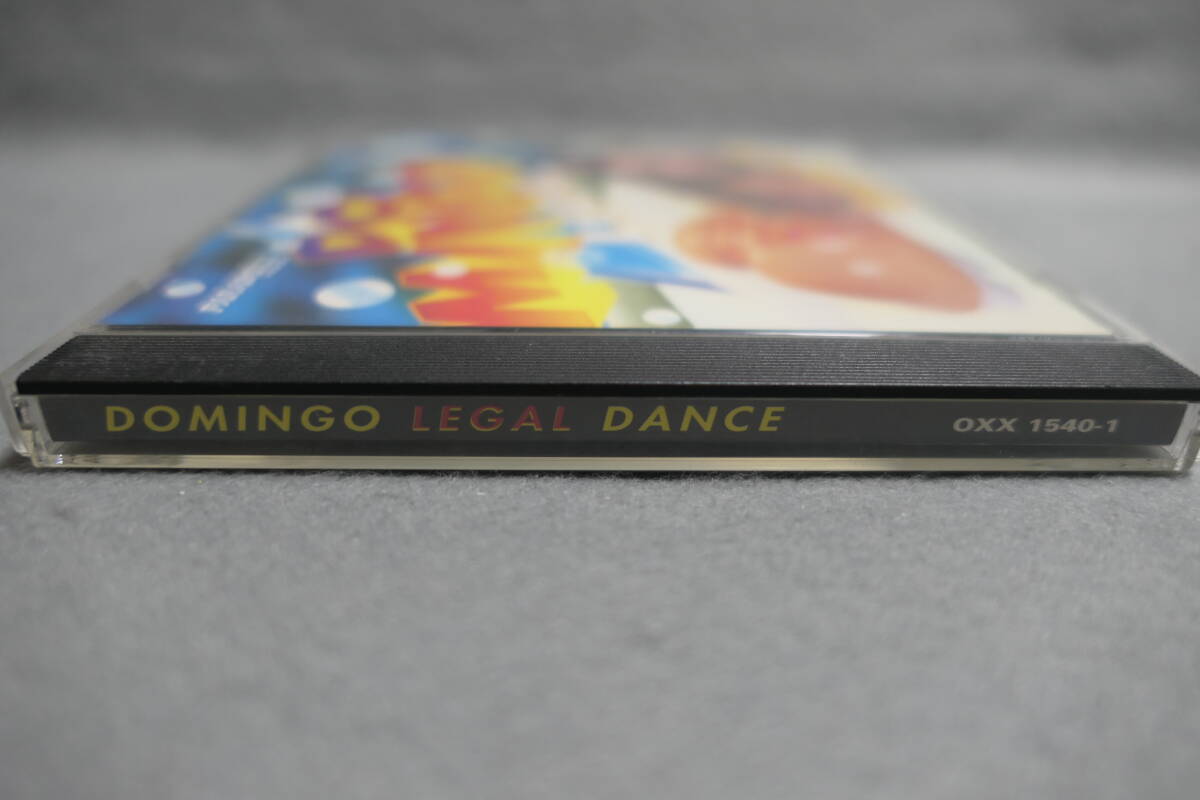 DOMINGO LEGAL DANCE OXX 1540-1